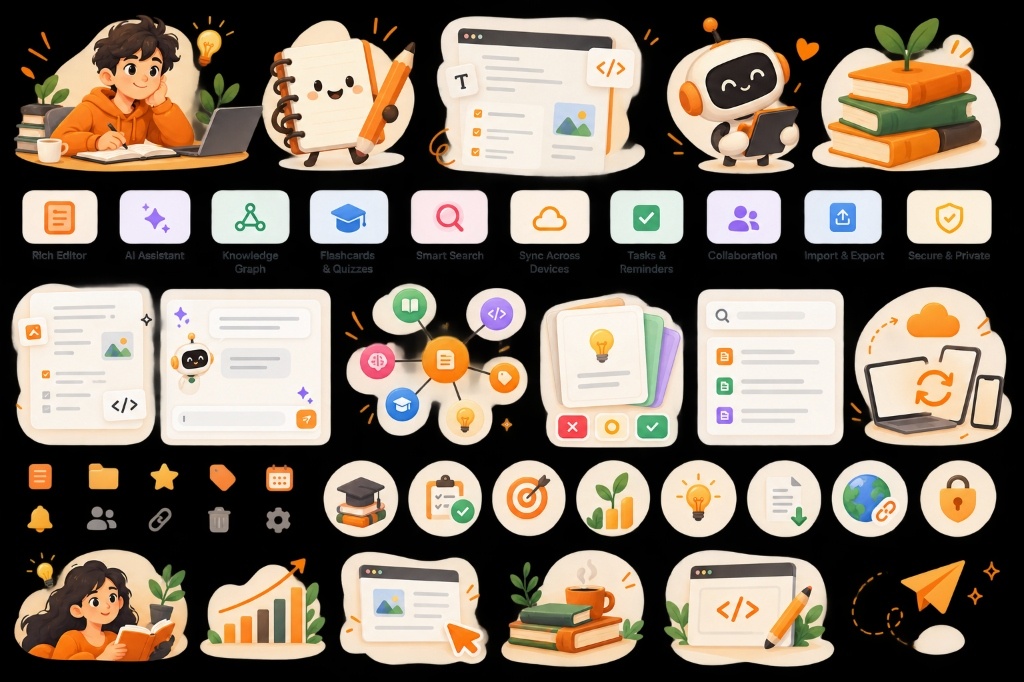 T
</>
Rich Editor
AI Assistant
Knowledge
Graph
Flashcards
& Quizzes
Smart Search
Sync Across
Devices
Tasks &
Reminders
Collaboration
Import & Export
Secure & Private
</>
</>
</>